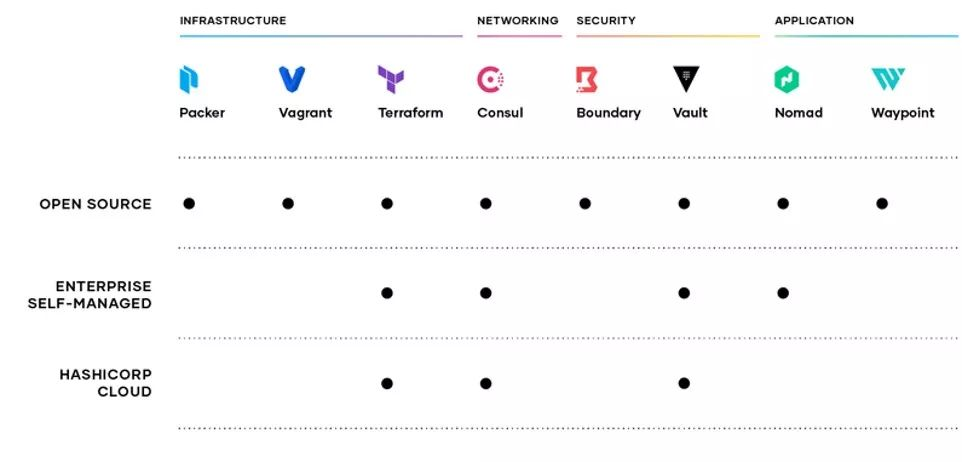 INFRASTRUCTURE NETWORKING SECURITY APPLICATION
Packer Vagrant Terraform Consul Boundary Vault Nomad Waypoint
OPEN SOURCE
ENTERPRISE
SELF-MANAGED
HASHICORP
CLOUD